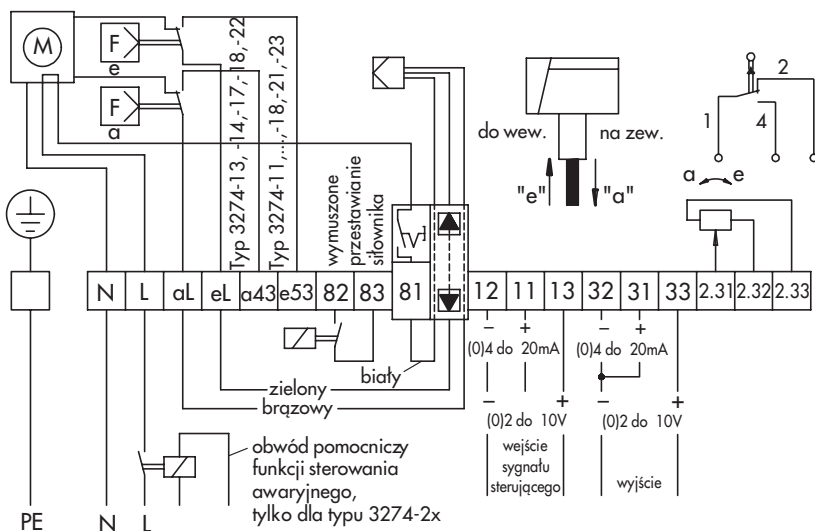 M
F
e
F
a
Typ 3274-13, -14,-17,-18,-22
Typ 3274-11,...,-18,-21,-23
wymuszone
przestawianie
siłownika
do wew.
na zew.
"e"
"a"
2
1
4
a
e
N
L
aL
eL
a43
e53
82
83
81
12
11
13
32
31
33
2.31
2.32
2.33
− +
(0)4 do 20mA
− +
(0)4 do 20mA
biały
zielony
brązowy
− +
(0)2 do 10V
− +
(0)2 do 10V
wejście
sygnału
sterującego
wyjście
obwód pomocniczy
funkcji sterowania
awaryjnego,
tylko dla typu 3274-2x
PE
N
L